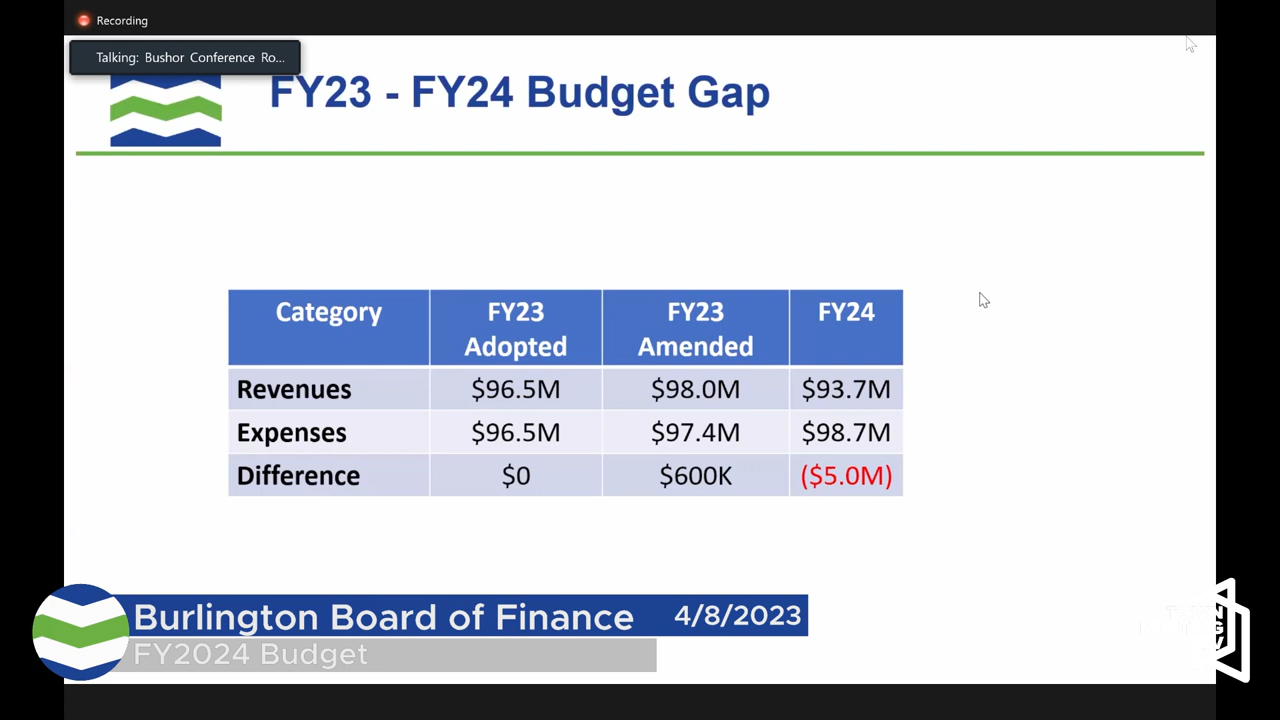 Recording
Talking: Bushor Conference Ro...
FY23 - FY24 Budget Gap
Category FY23 Adopted FY23 Amended FY24
Revenues $96.5M $98.0M $93.7M
Expenses $96.5M $97.4M $98.7M
Difference $0 $600K ($5.0M)
Burlington Board of Finance 4/8/2023
FY2024 Budget